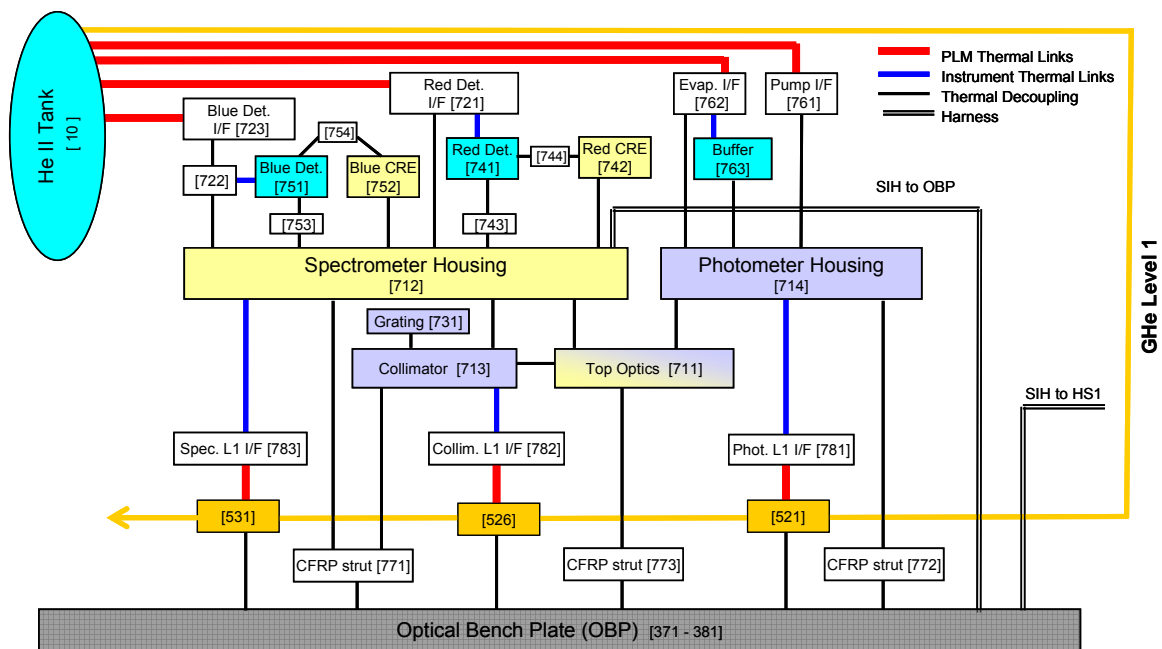 He II Tank
[ 10 ]
PLM Thermal Links
Instrument Thermal Links
Thermal Decoupling
Harness
Red Det.
I/F [721]
Evap. I/F
[762]
Pump I/F
[761]
Blue Det.
I/F [723]
[754]
[722]
Blue Det.
[751]
Blue CRE
[752]
Red Det.
[741]
[744]
Red CRE
[742]
Buffer
[763]
SIH to OBP
[753]
[743]
Spectrometer Housing
[712]
Photometer Housing
[714]
GHe Level 1
Grating [731]
Collimator [713]
Top Optics [711]
SIH to HS1
Spec. L1 I/F [783]
Collim. L1 I/F [782]
Phot. L1 I/F [781]
[531]
[526]
[521]
CFRP strut [771]
CFRP strut [773]
CFRP strut [772]
Optical Bench Plate (OBP) [371 - 381]